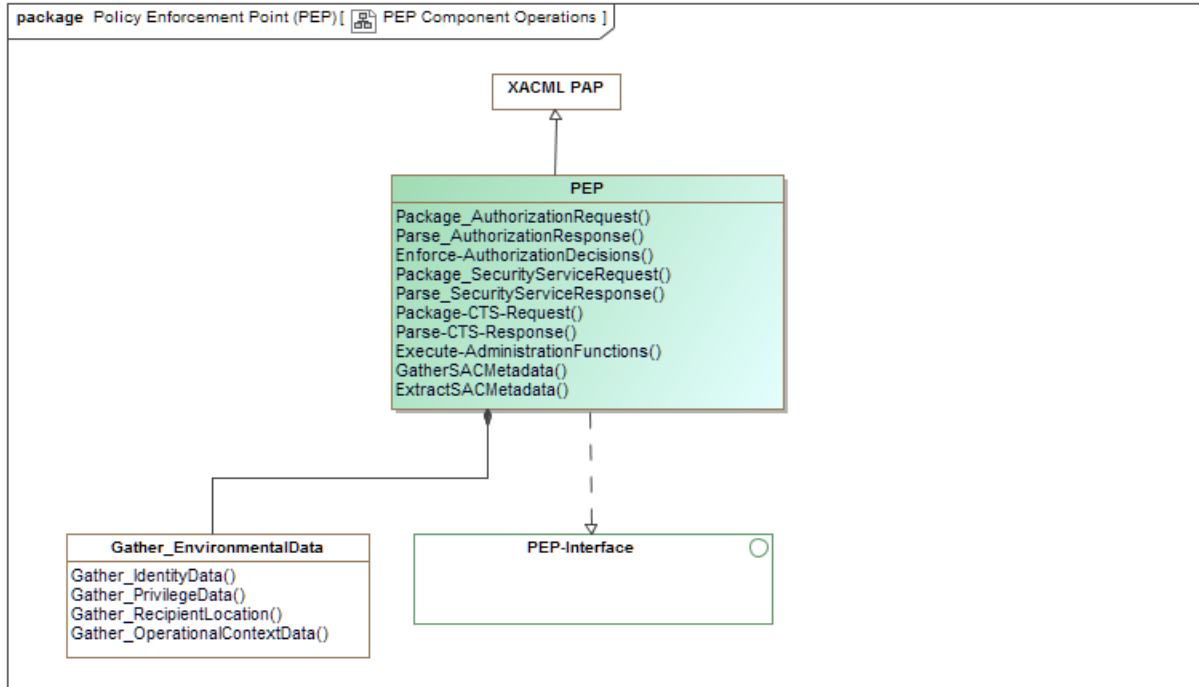 package Policy Enforcement Point (PEP)[ PEP Component Operations ]
XACML PAP
PEP
Package_AuthorizationRequest()
Parse_AuthorizationResponse()
Enforce-AuthorizationDecisions()
Package_SecurityServiceRequest()
Parse_SecurityServiceResponse()
Package-CTS-Request()
Parse-CTS-Response()
Execute-AdministrationFunctions()
GatherSACMetadata()
ExtractSACMetadata()
Gather_EnvironmentalData
Gather_IdentityData()
Gather_PrivilegeData()
Gather_RecipientLocation()
Gather_OperationalContextData()
PEP-Interface